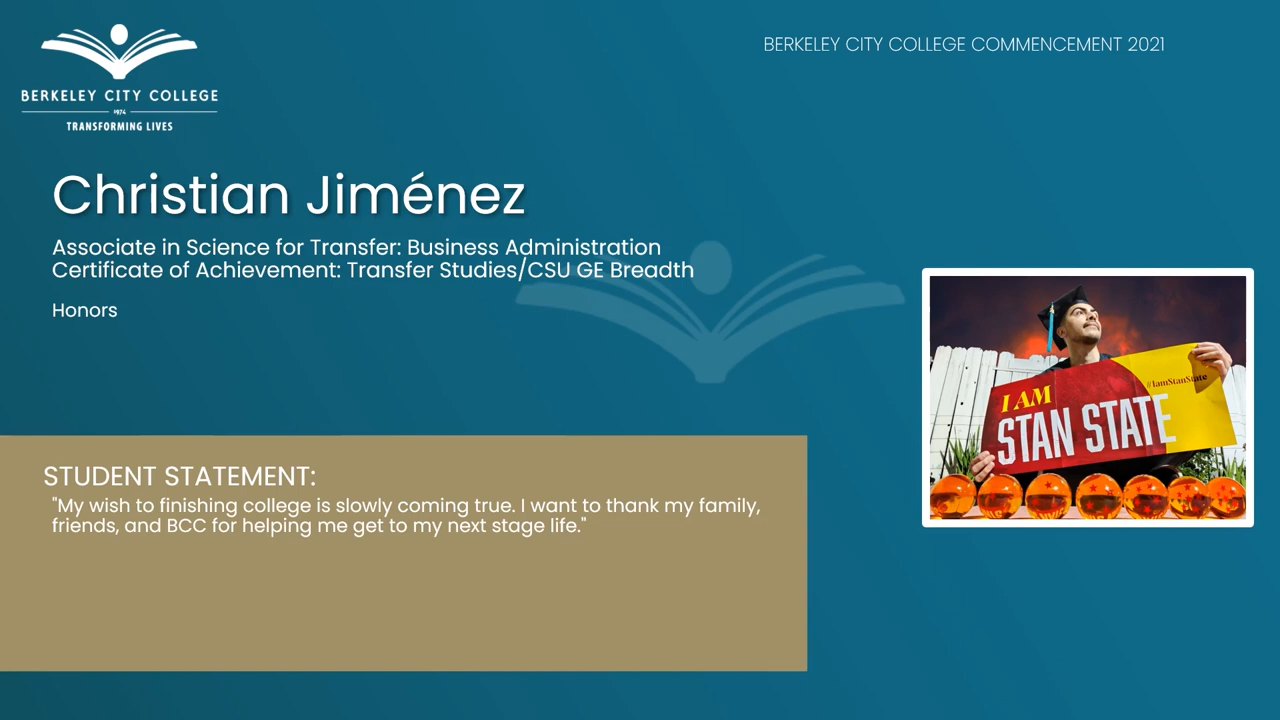 BERKELEY CITY COLLEGE COMMENCEMENT 2021
BERKELEY CITY COLLEGE
1974
TRANSFORMING LIVES
Christian Jiménez
Associate in Science for Transfer: Business Administration
Certificate of Achievement: Transfer Studies/CSU GE Breadth
Honors
#IamStanState
I AM
STAN STATE
STUDENT STATEMENT:
"My wish to finishing college is slowly coming true. I want to thank my family,
friends, and BCC for helping me get to my next stage life."